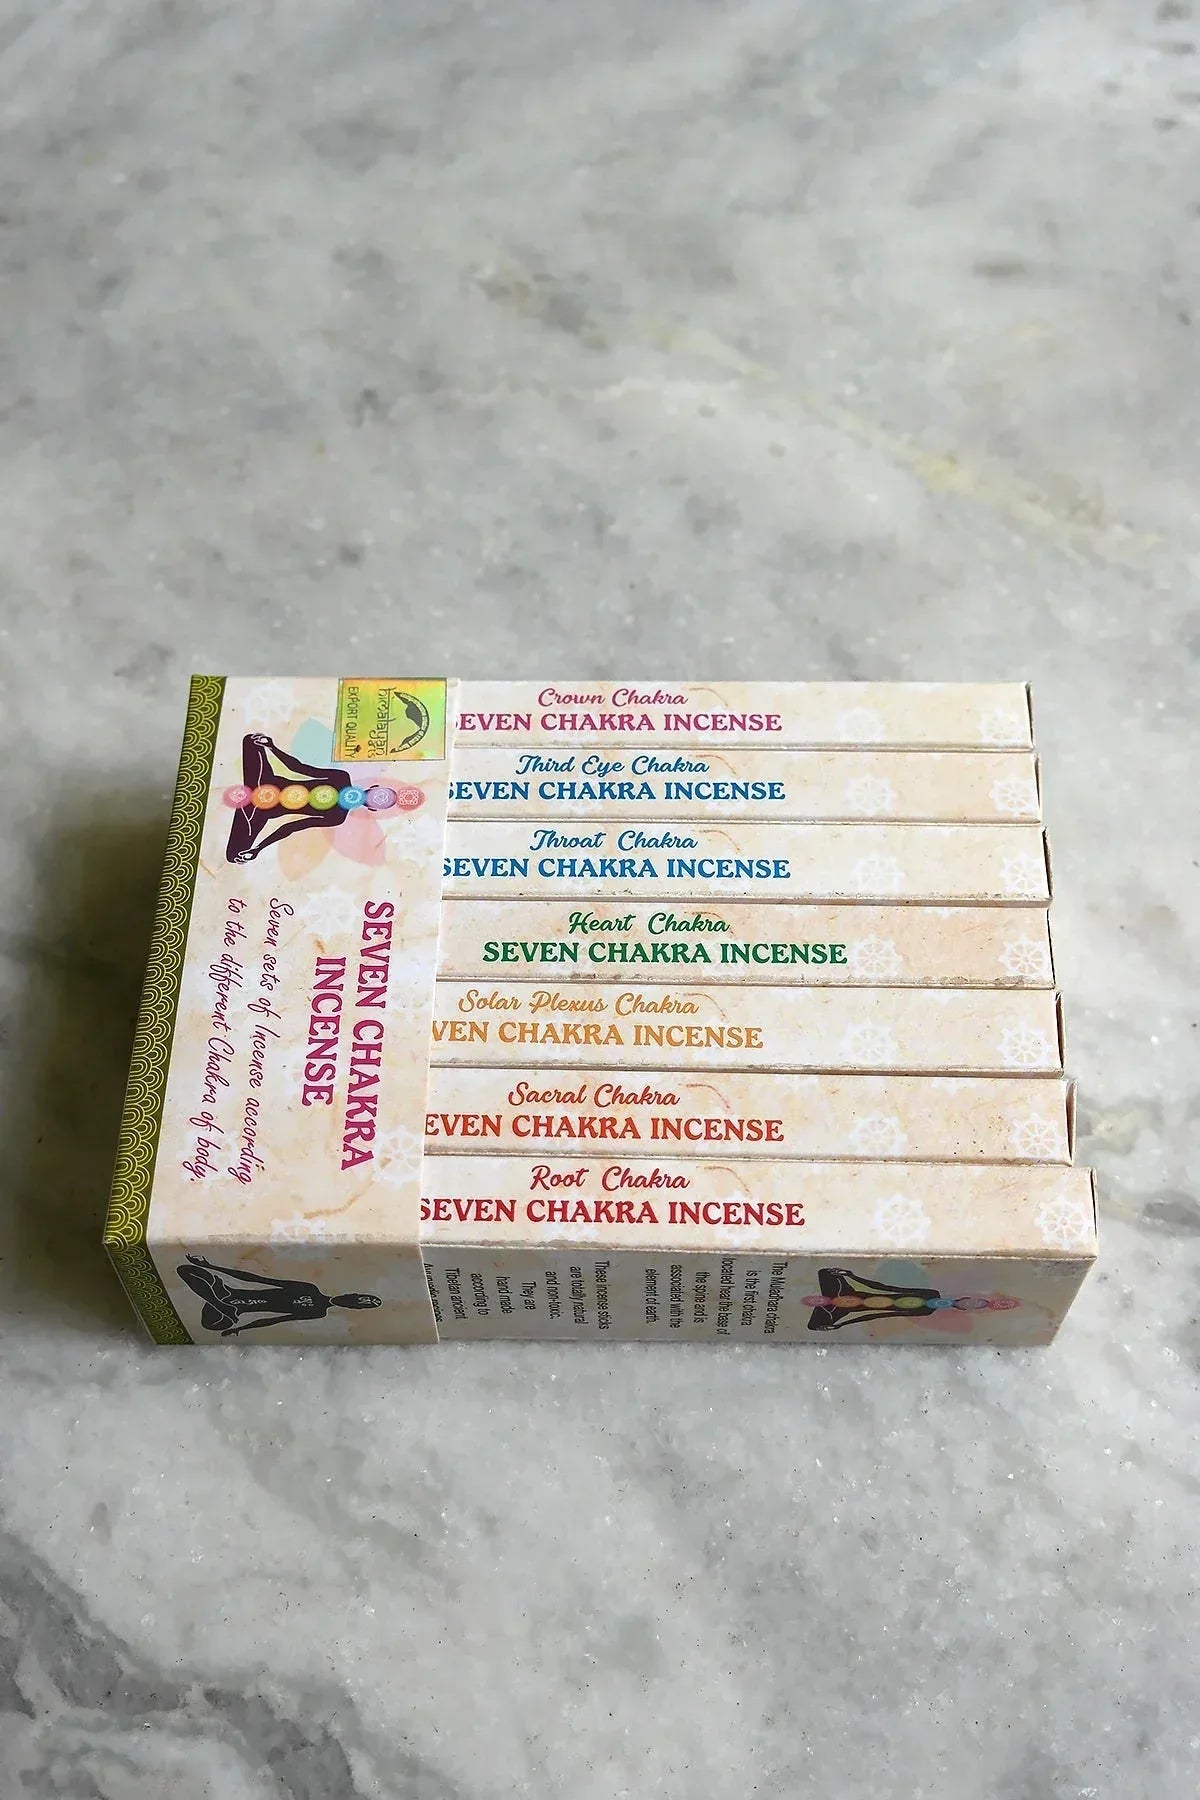 himalayan
arts
EXPORT QUALITY
SEVEN CHAKRA
INCENSE
Seven sets of Incense according
to the different Chakra of body.
Crown Chakra
SEVEN CHAKRA INCENSE
Third Eye Chakra
SEVEN CHAKRA INCENSE
Throat Chakra
SEVEN CHAKRA INCENSE
Heart Chakra
SEVEN CHAKRA INCENSE
Solar Plexus Chakra
VEN CHAKRA INCENSE
Sacral Chakra
EVEN CHAKRA INCENSE
Root Chakra
SEVEN CHAKRA INCENSE
The Muladhara chakra
is the first chakra
located near the base of
the spine and is
associated with the
element of earth.
These incense sticks
are totally natural
and non-toxic.
They are
hand made
according to
Tibetan ancient